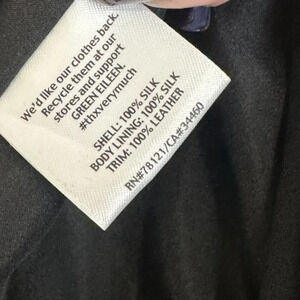 We'd like our clothes back.
Recycle them at our
stores and support
GREEN EILEEN.
#thxverymuch
SHELL: 100% SILK
BODY LINING: 100% SILK
TRIM: 100% LEATHER
RN#78121/CA#34460